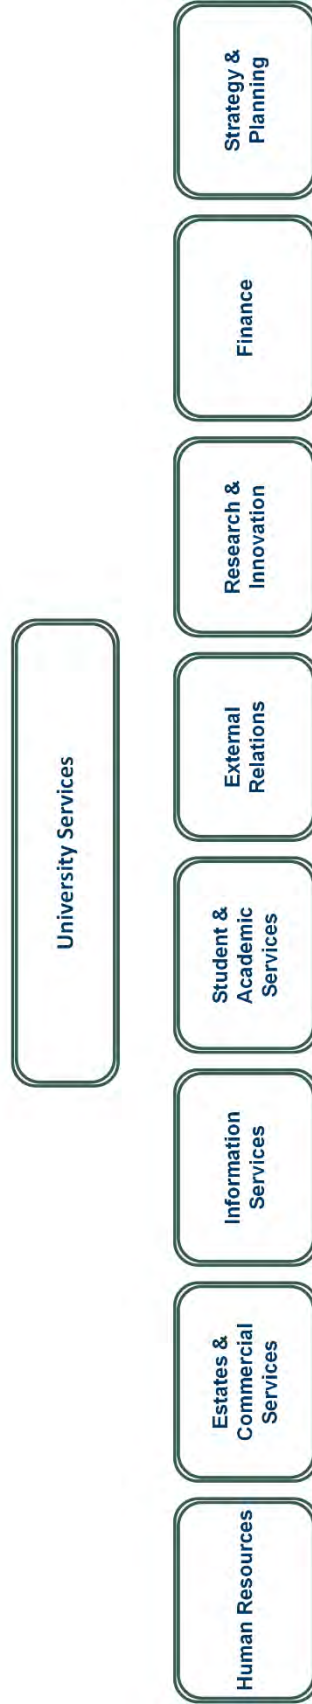 University Services
Human Resources
Estates &
Commercial
Services
Information
Services
Student &
Academic
Services
External
Relations
Research &
Innovation
Finance
Strategy &
Planning